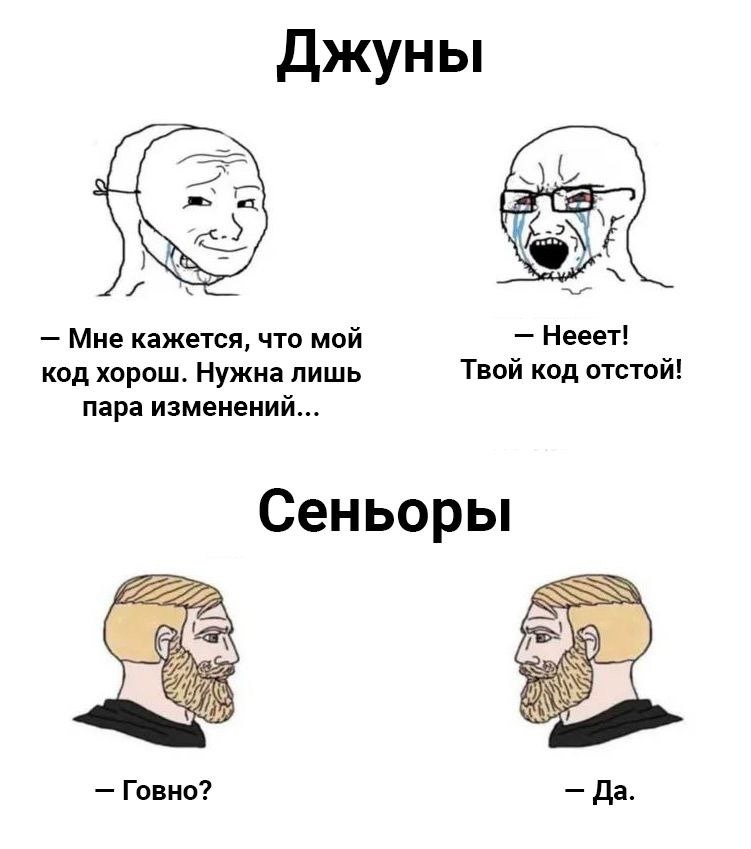 Джуны
— Мне кажется, что мой
код хорош. Нужна лишь
пара изменений...
— Нееет!
Твой код отстой!
Сеньоры
— Говно?
— Да.